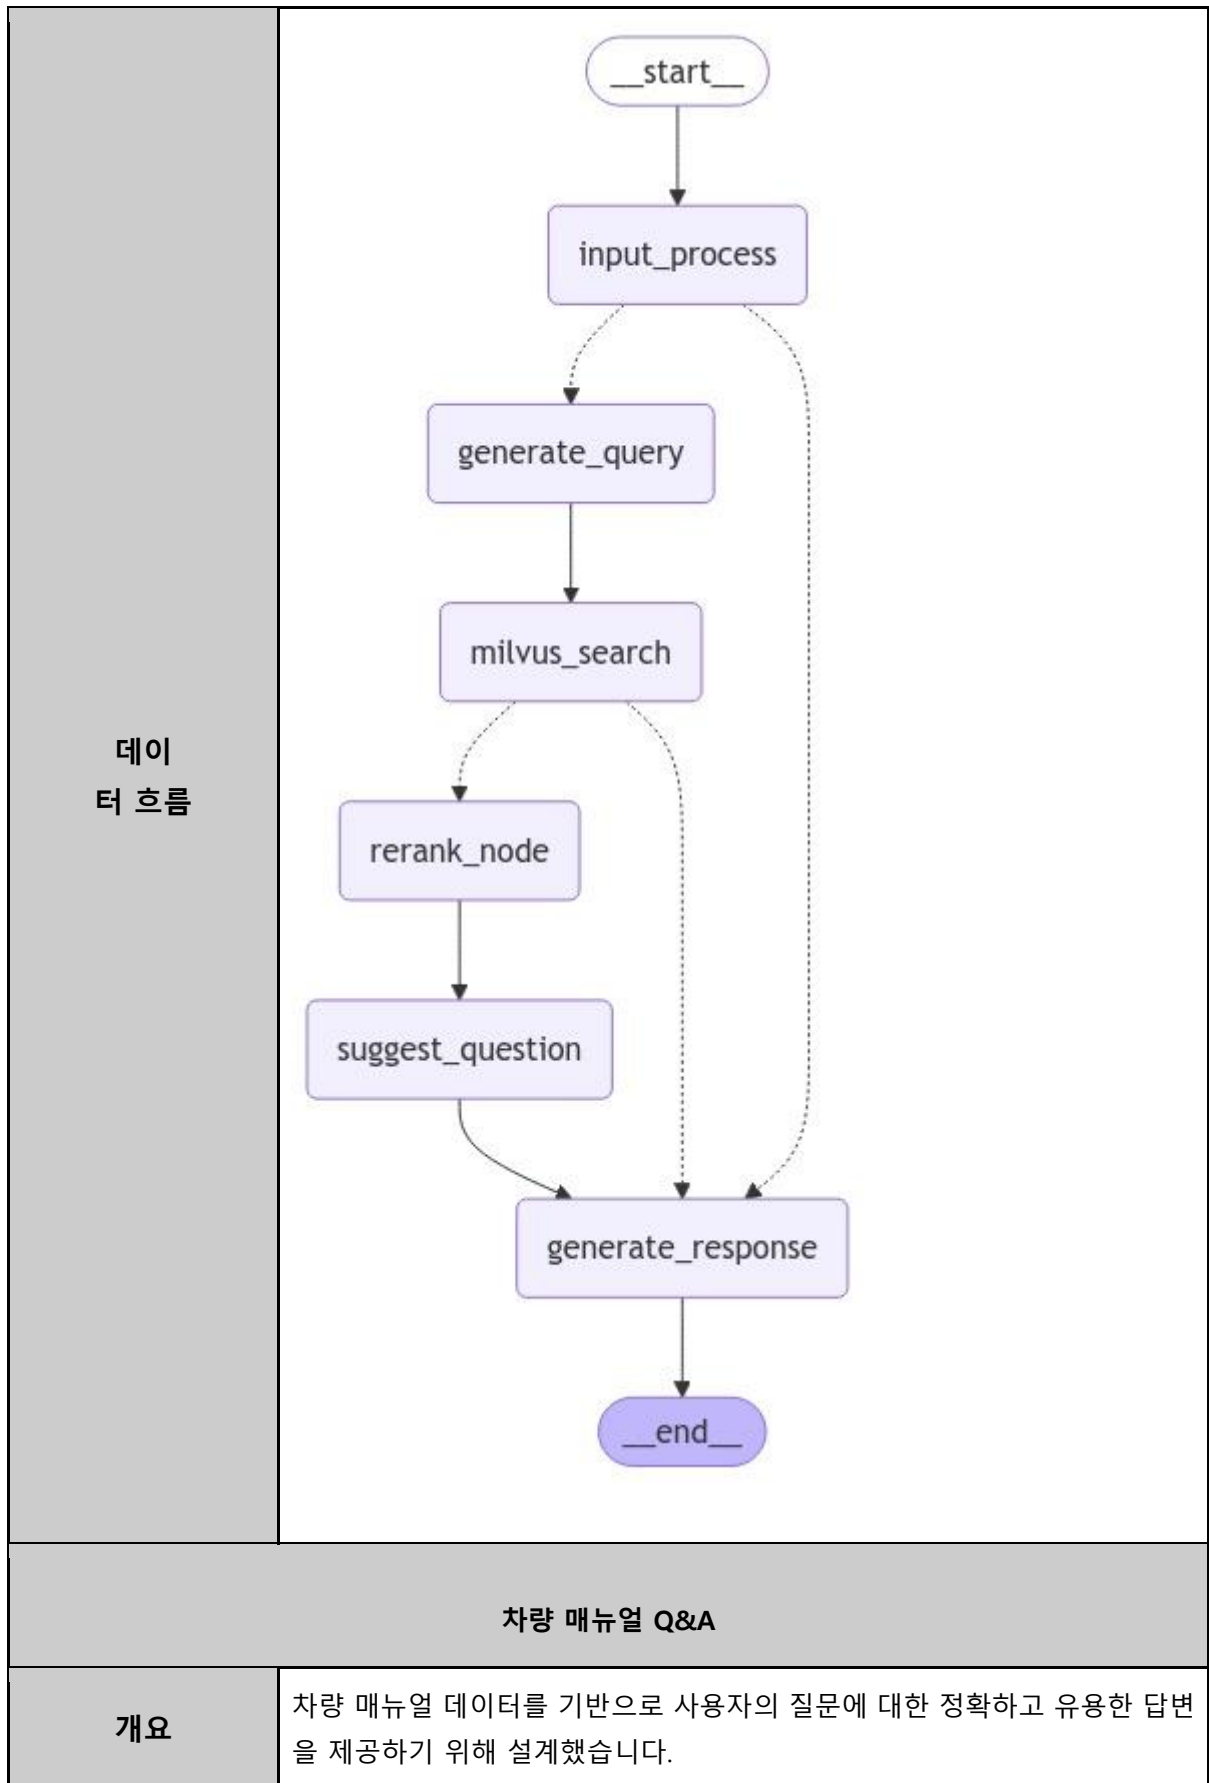 데이
터 흐름
__start__
input_process
generate_query
milvus_search
rerank_node
suggest_question
generate_response
__end__
차량 매뉴얼 Q&A
개요
차량 매뉴얼 데이터를 기반으로 사용자의 질문에 대한 정확하고 유용한 답변
을 제공하기 위해 설계했습니다.